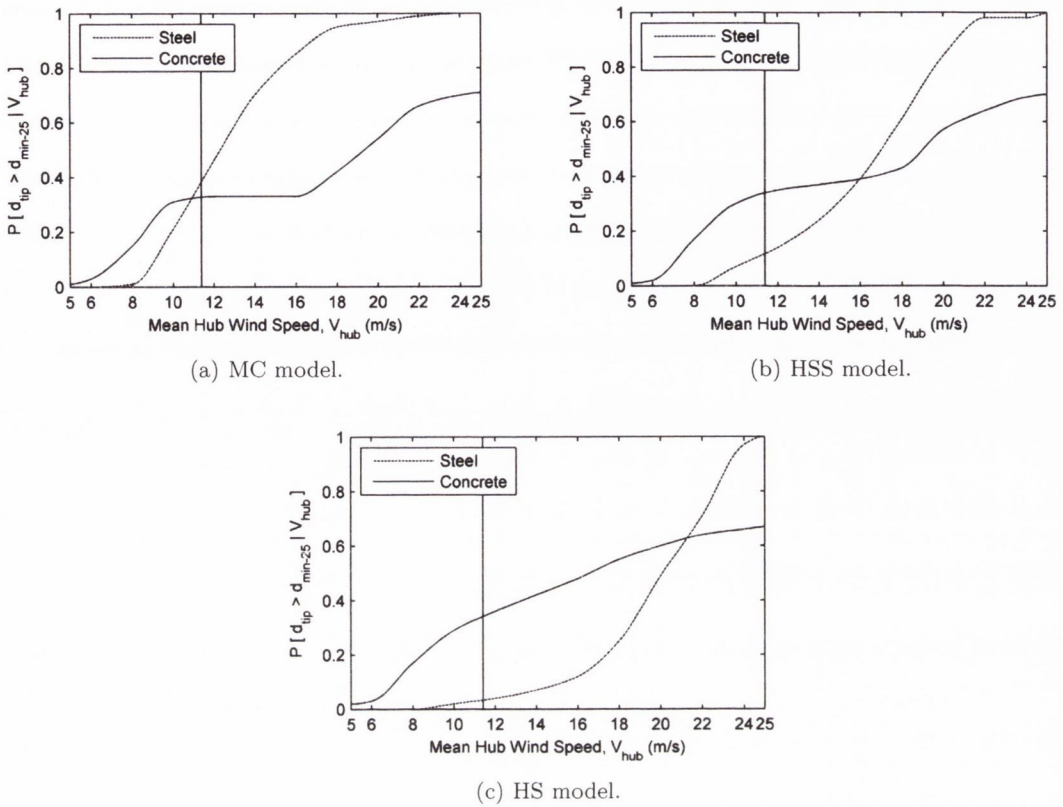 1
0.8
0.6
0.4
0.2
0
P [ d_tip > d_min-25 | V_hub ]
Steel
Concrete
5 6 8 10 12 14 16 18 20 22 24 25
Mean Hub Wind Speed, V_hub (m/s)
(a) MC model.
1
0.8
0.6
0.4
0.2
0
P [ d_tip > d_min-25 | V_hub ]
Steel
Concrete
5 6 8 10 12 14 16 18 20 22 24 25
Mean Hub Wind Speed, V_hub (m/s)
(b) HSS model.
1
0.8
0.6
0.4
0.2
0
P [ d_tip > d_min-25 | V_hub ]
Steel
Concrete
5 6 8 10 12 14 16 18 20 22 24 25
Mean Hub Wind Speed, V_hub (m/s)
(c) HS model.